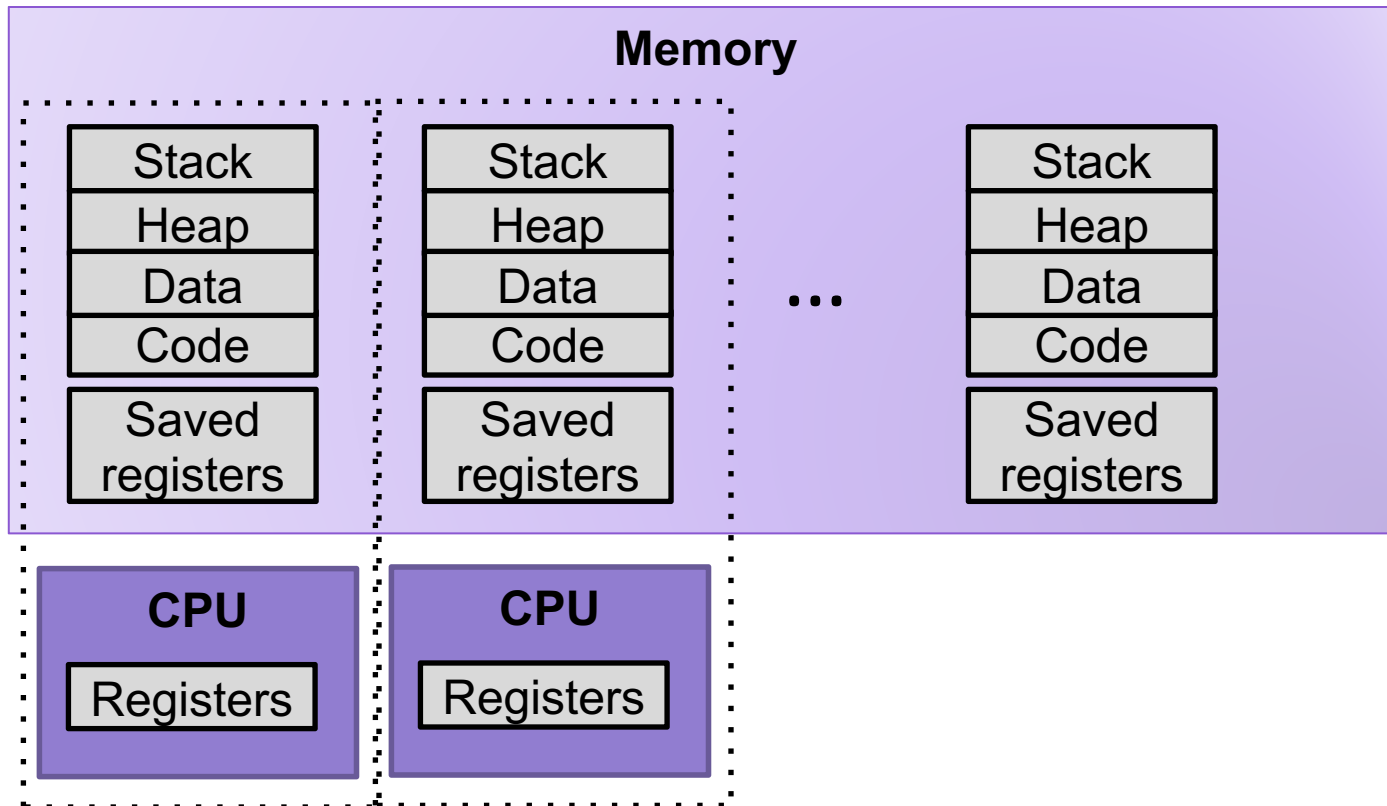 Memory
Stack
Heap
Data
Code
Saved
registers
Stack
Heap
Data
Code
Saved
registers
...
Stack
Heap
Data
Code
Saved
registers
CPU
Registers
CPU
Registers